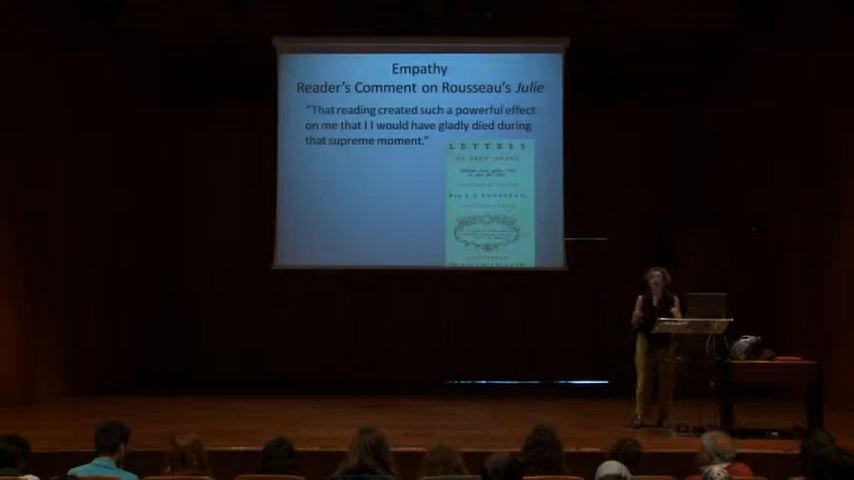 Empathy
Reader's Comment on Rousseau's Julie
"That reading created such a powerful effect
on me that I I would have gladly died during
that supreme moment."
LETTRES